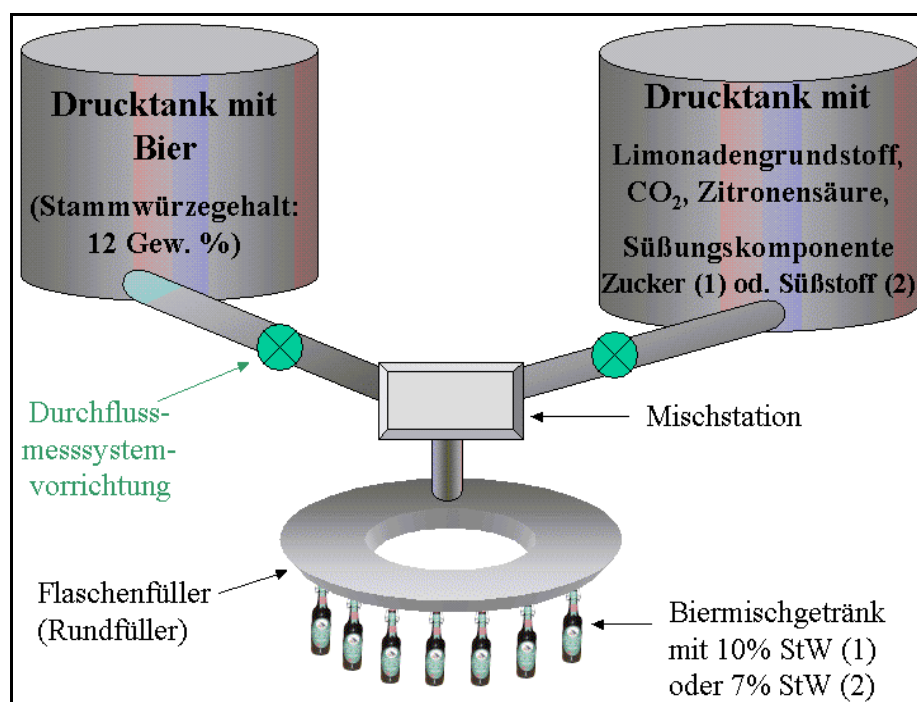 Drucktank mit
Bier
(Stammwürzegehalt:
12 Gew. %)
Drucktank mit
Limonadengrundstoff,
CO₂, Zitronensäure,
Süßungskomponente
Zucker (1) od. Süßstoff (2)
Durchfluss-
messsystem-
vorrichtung
Mischstation
Flaschenfüller
(Rundfüller)
Biermischgetränk
mit 10% StW (1)
oder 7% StW (2)